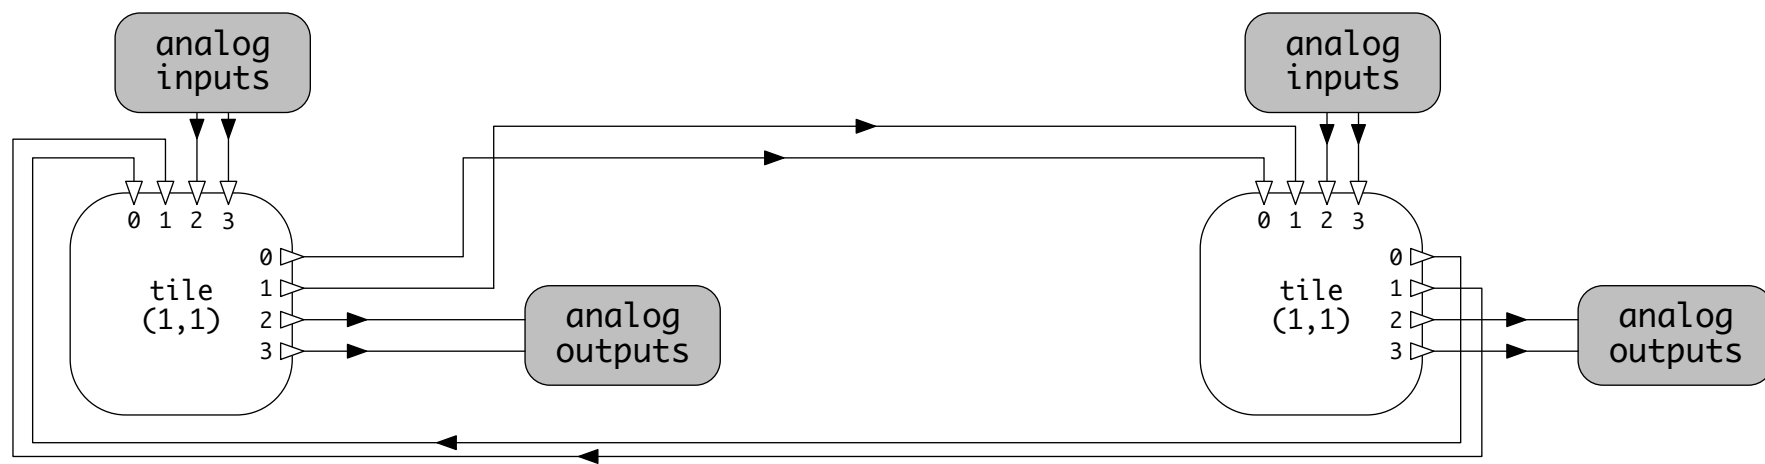 analog
inputs
analog
inputs
0 1 2 3
0 1 2 3
0
1
2
3
tile
(1,1)
analog
outputs
0
1
2
3
tile
(1,1)
analog
outputs